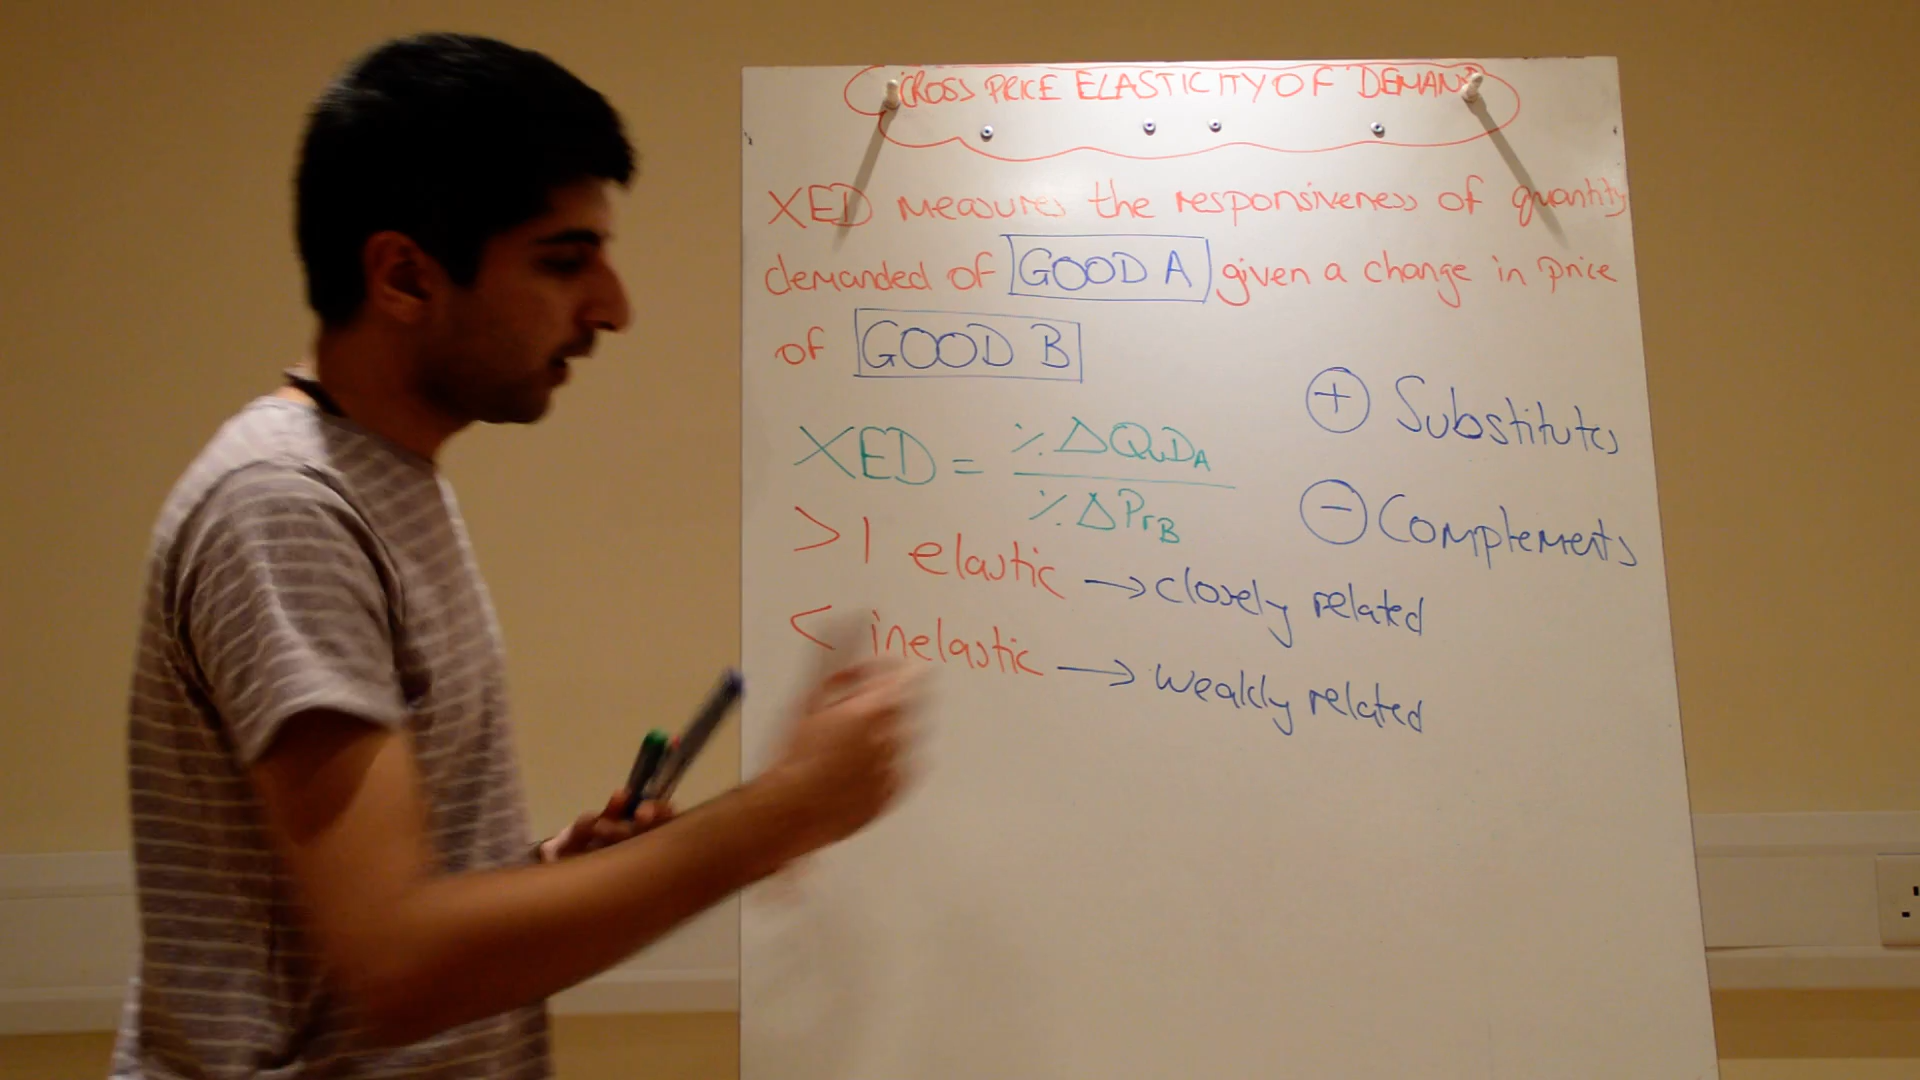 CROSS PRICE ELASTICITY OF DEMAND
XED measures the responsiveness of quantity
demanded of GOOD A given a change in price
of GOOD B
XED = %ΔQD_A / %ΔPr_B
+ Substitutes
- Complements
>1 elastic → closely related
< inelastic → weakly related